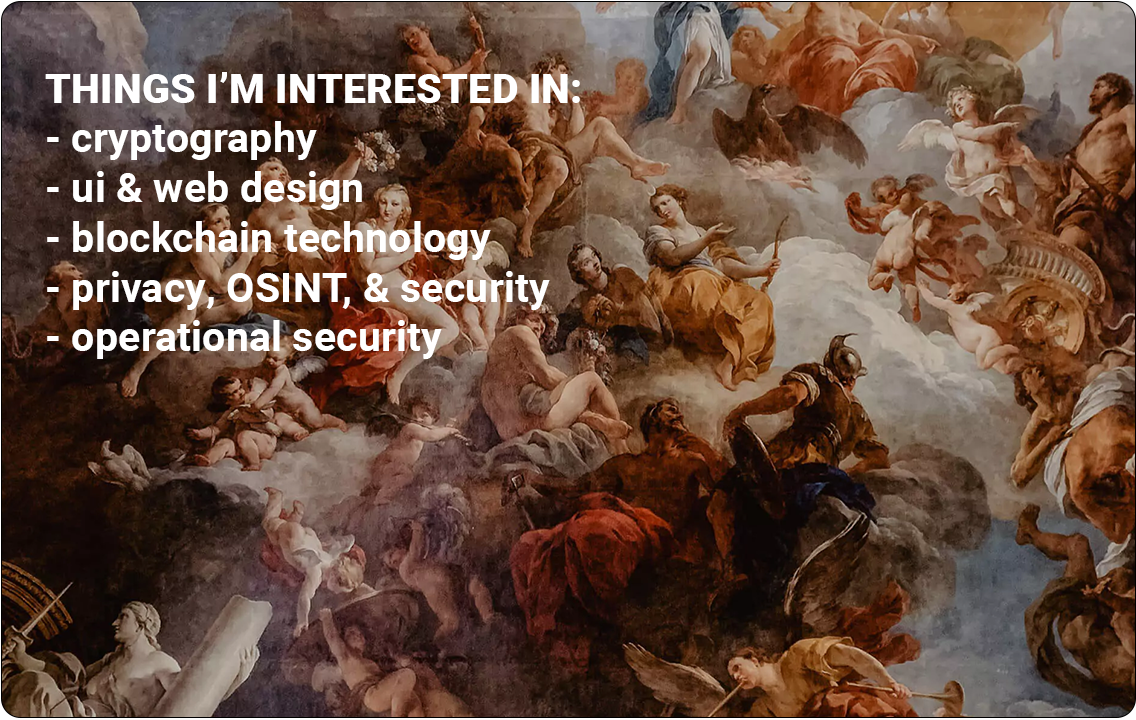 THINGS I’M INTERESTED IN:
- cryptography
- ui & web design
- blockchain technology
- privacy, OSINT, & security
- operational security